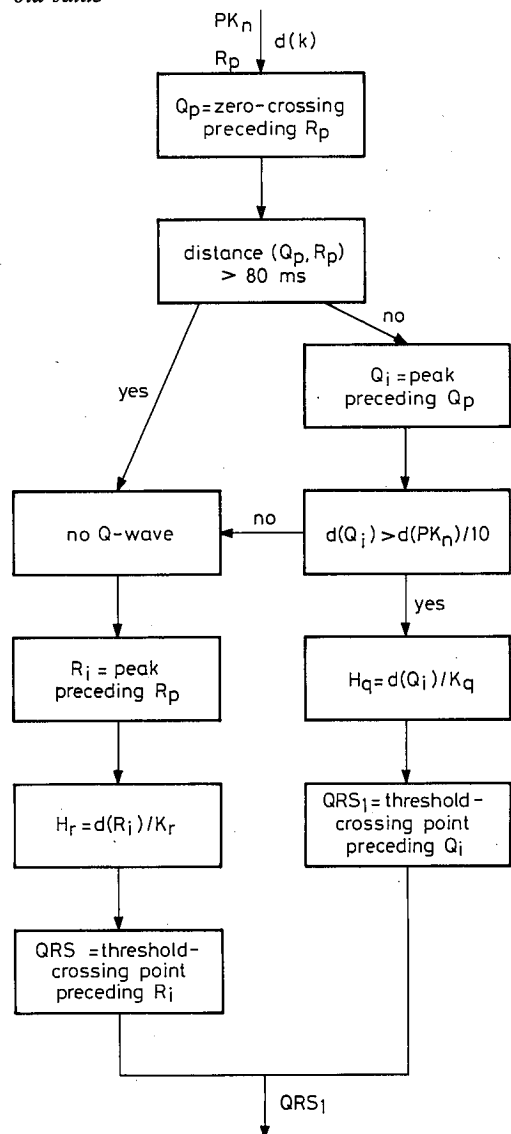 PKn
d(k)
Rp
Qp=zero-crossing
preceding Rp
distance (Qp,Rp)
> 80 ms
no
yes
Qi=peak
preceding Qp
no Q-wave
no
d(Qi)>d(PKn)/10
yes
Ri=peak
preceding Rp
Hq=d(Qi)/Kq
Hr=d(Ri)/Kr
QRS1=threshold-
crossing point
preceding Qi
QRS =threshold-
crossing point
preceding Ri
QRS1